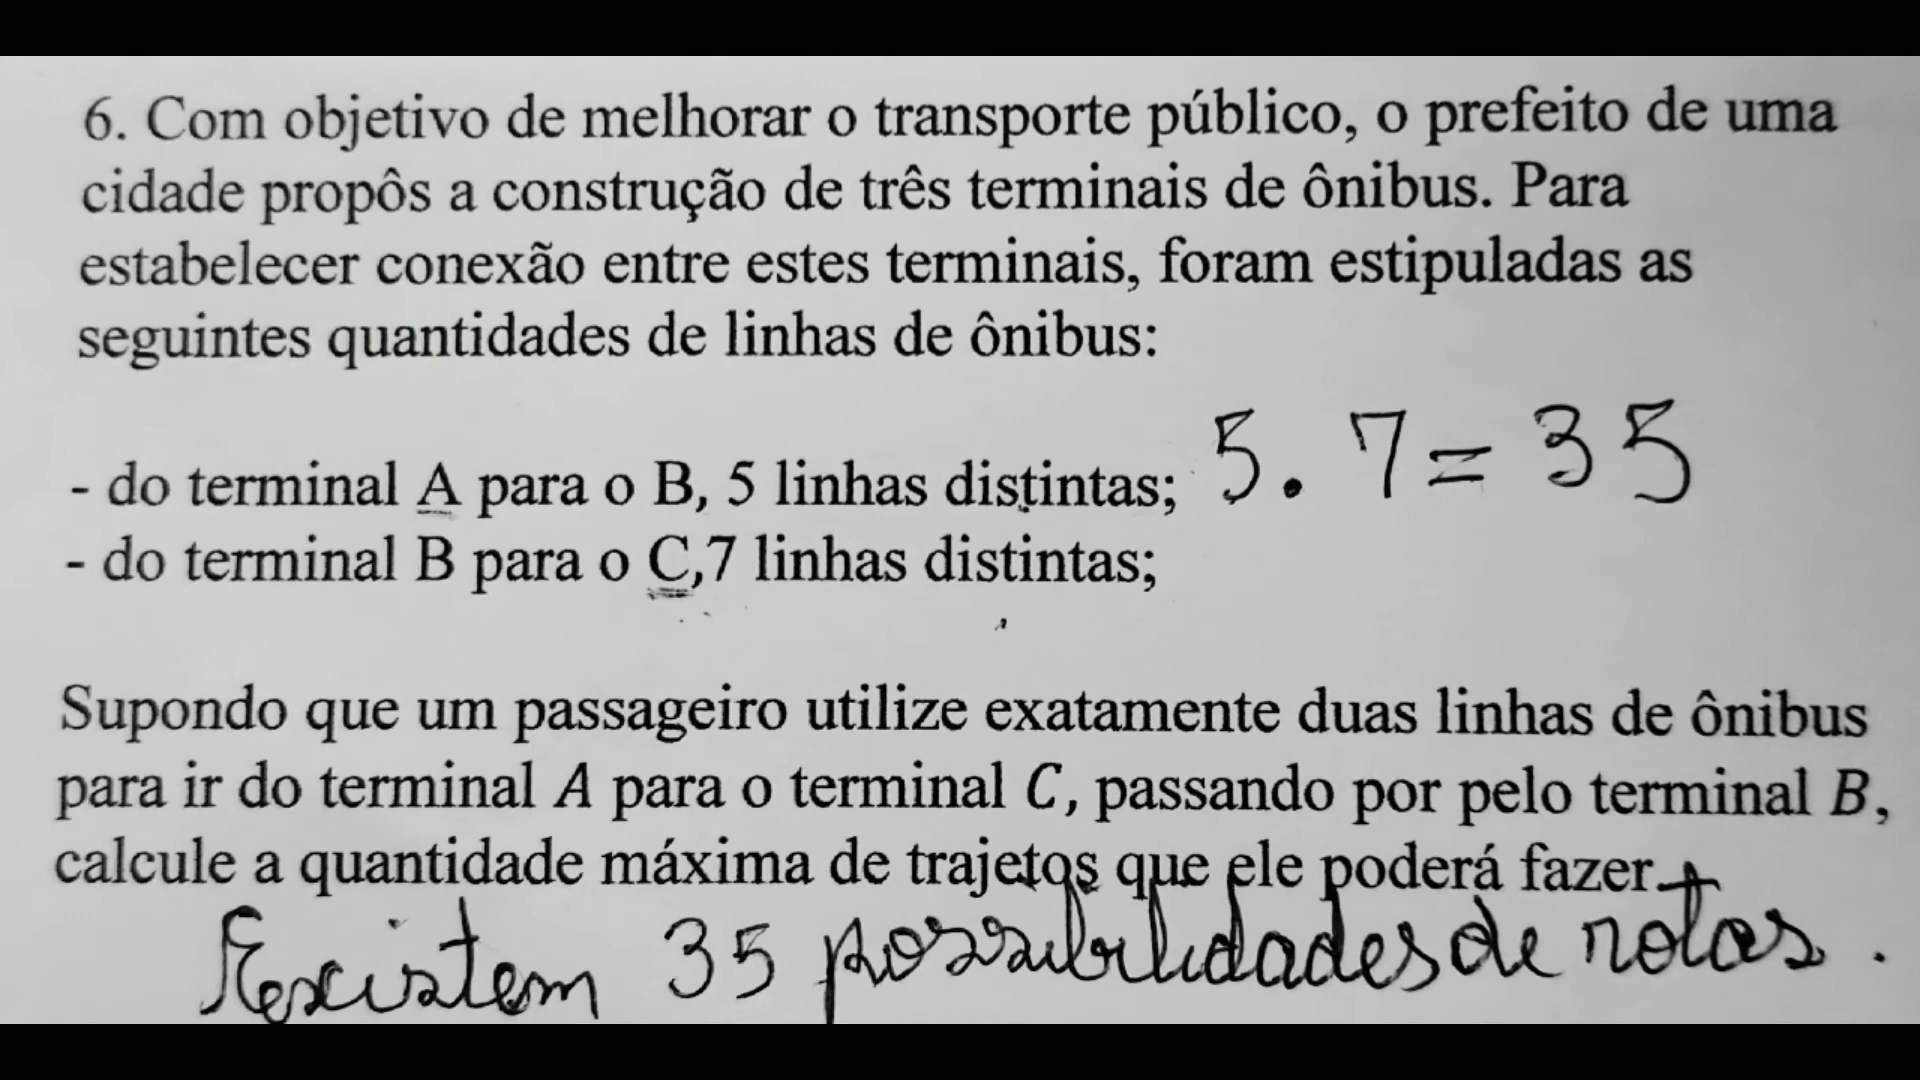 6. Com objetivo de melhorar o transporte público, o prefeito de uma
cidade propôs a construção de três terminais de ônibus. Para
estabelecer conexão entre estes terminais, foram estipuladas as
seguintes quantidades de linhas de ônibus:
- do terminal A para o B, 5 linhas distintas; 5 . 7 = 35
- do terminal B para o C,7 linhas distintas;
Supondo que um passageiro utilize exatamente duas linhas de ônibus
para ir do terminal A para o terminal C, passando por pelo terminal B,
calcule a quantidade máxima de trajetos que ele poderá fazer.
Existem 35 possibilidades de rotas.